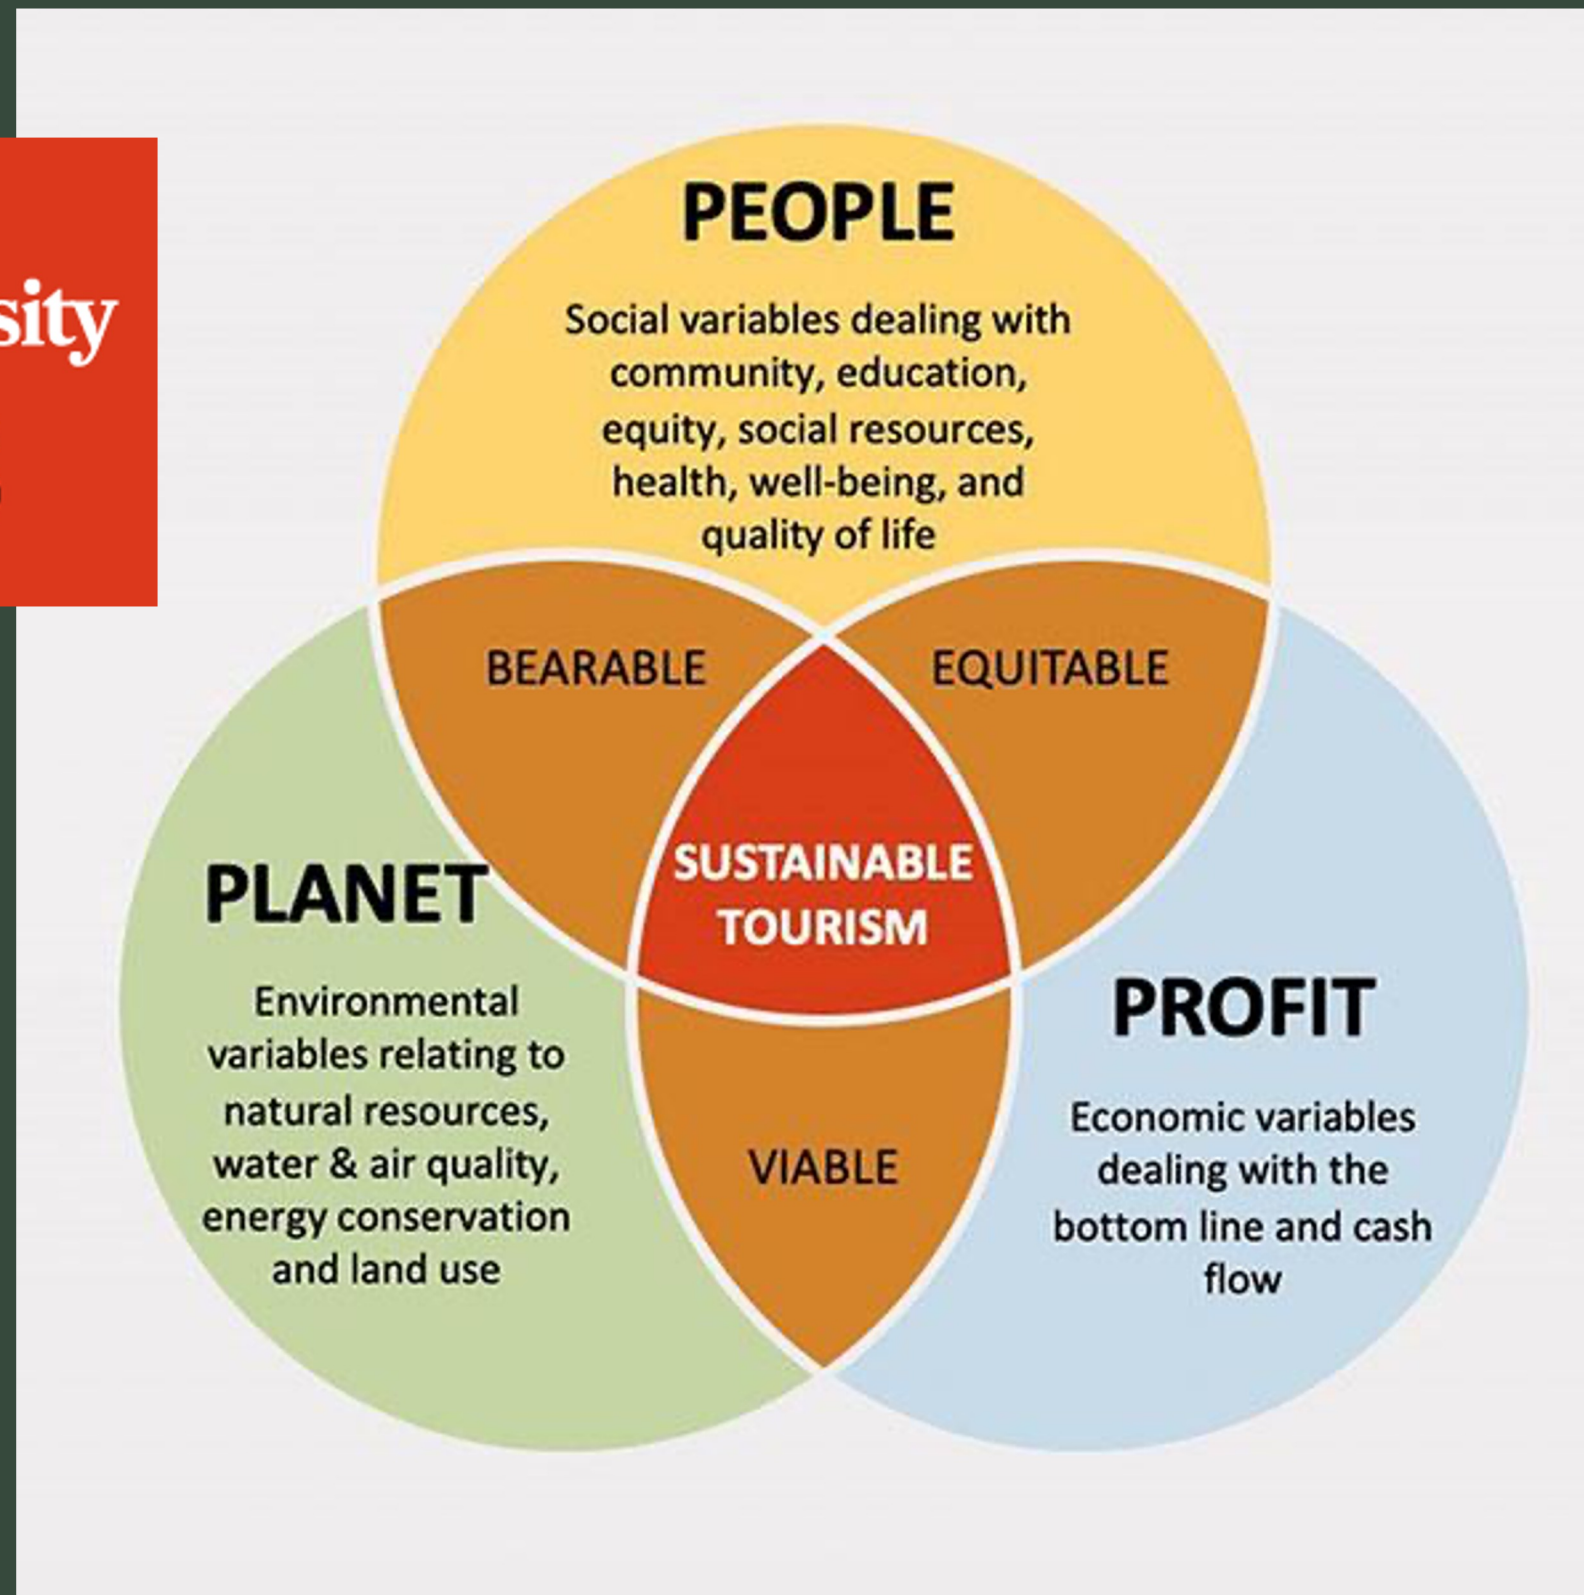 sity
PEOPLE
Social variables dealing with
community, education,
equity, social resources,
health, well-being, and
quality of life
BEARABLE
EQUITABLE
SUSTAINABLE
TOURISM
PLANET
Environmental
variables relating to
natural resources,
water & air quality,
energy conservation
and land use
VIABLE
PROFIT
Economic variables
dealing with the
bottom line and cash
flow